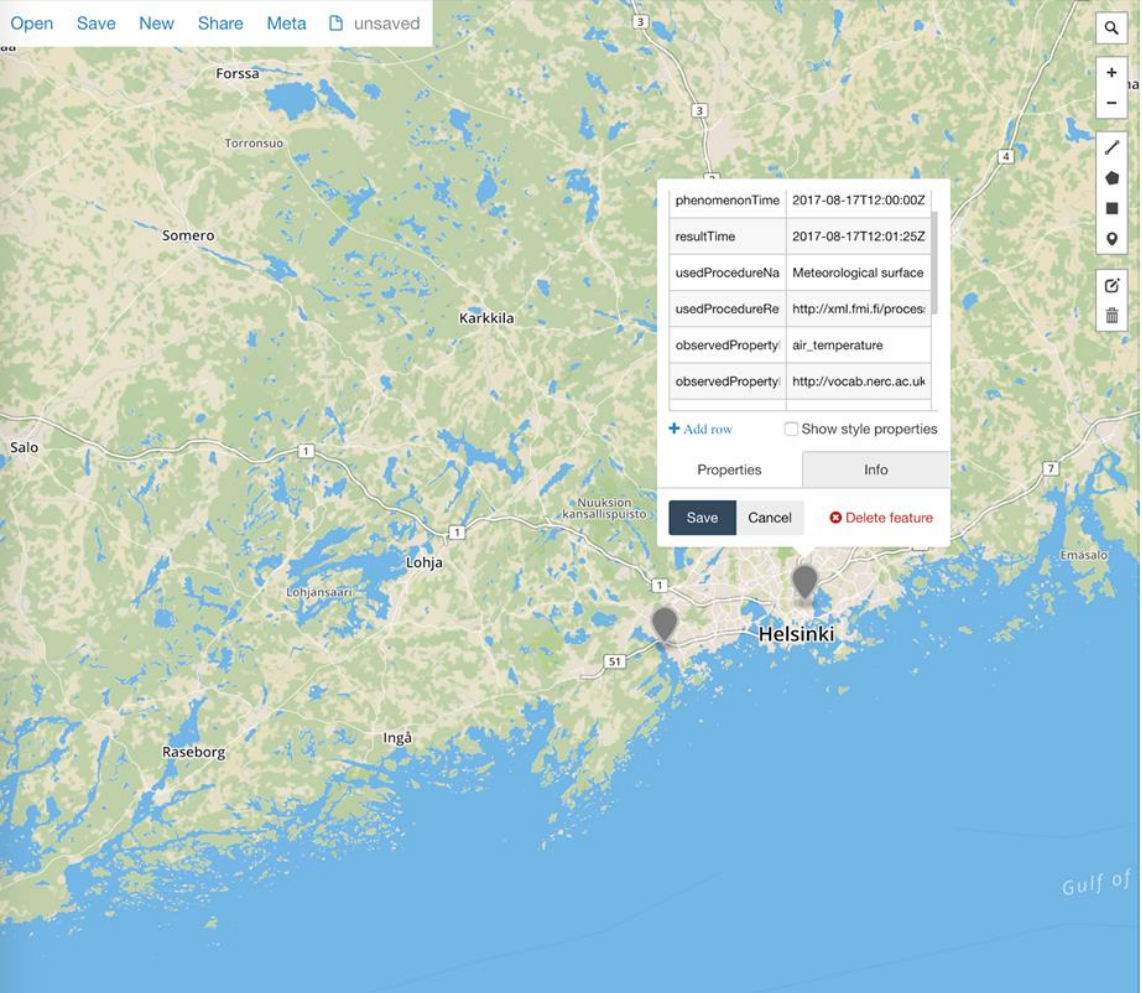 Open Save New Share Meta unsaved
3
Forssa
3
Torronsuo
4
phenomenonTime 2017-08-17T12:00:00Z
resultTime 2017-08-17T12:01:25Z
Somero
usedProcedureNa Meteorological surface
usedProcedureRe http://xml.fmi.fi/process
Karkkila
observedProperty air_temperature
observedProperty http://vocab.nerc.ac.uk
Add row Show style properties
Salo
1
Properties Info
7
Nuuksion
kansallispuisto
Save Cancel Delete feature
1
Lohja
Emäsalo
Lohjansaari
1
Helsinki
51
Ingå
Raseborg
Gulf of